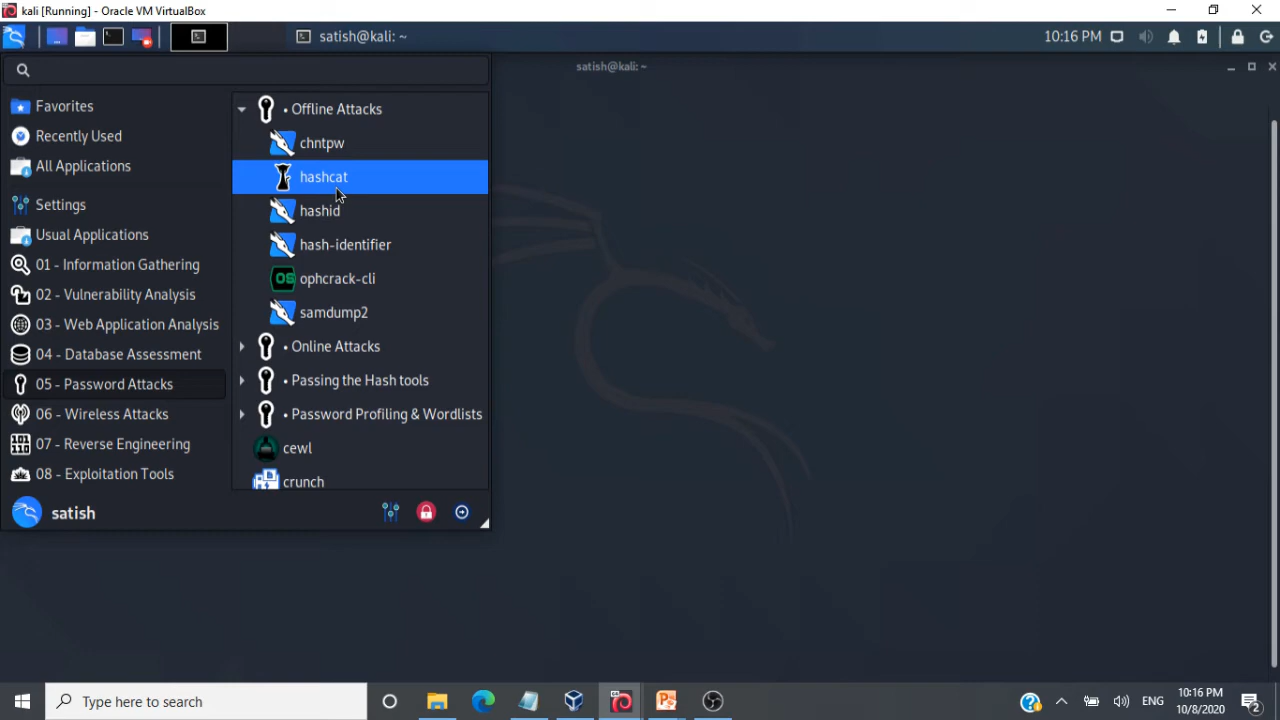 kali [Running] - Oracle VM VirtualBox
satish@kali: ~
10:16 PM
satish@kali: ~
Favorites
Recently Used
All Applications
Settings
Usual Applications
01 - Information Gathering
02 - Vulnerability Analysis
03 - Web Application Analysis
04 - Database Assessment
05 - Password Attacks
06 - Wireless Attacks
07 - Reverse Engineering
08 - Exploitation Tools
• Offline Attacks
chntpw
hashcat
hashid
hash-identifier
OS ophcrack-cli
samdump2
• Online Attacks
• Passing the Hash tools
• Password Profiling & Wordlists
cewl
crunch
satish
Type here to search
ENG
10:16 PM
10/8/2020
2